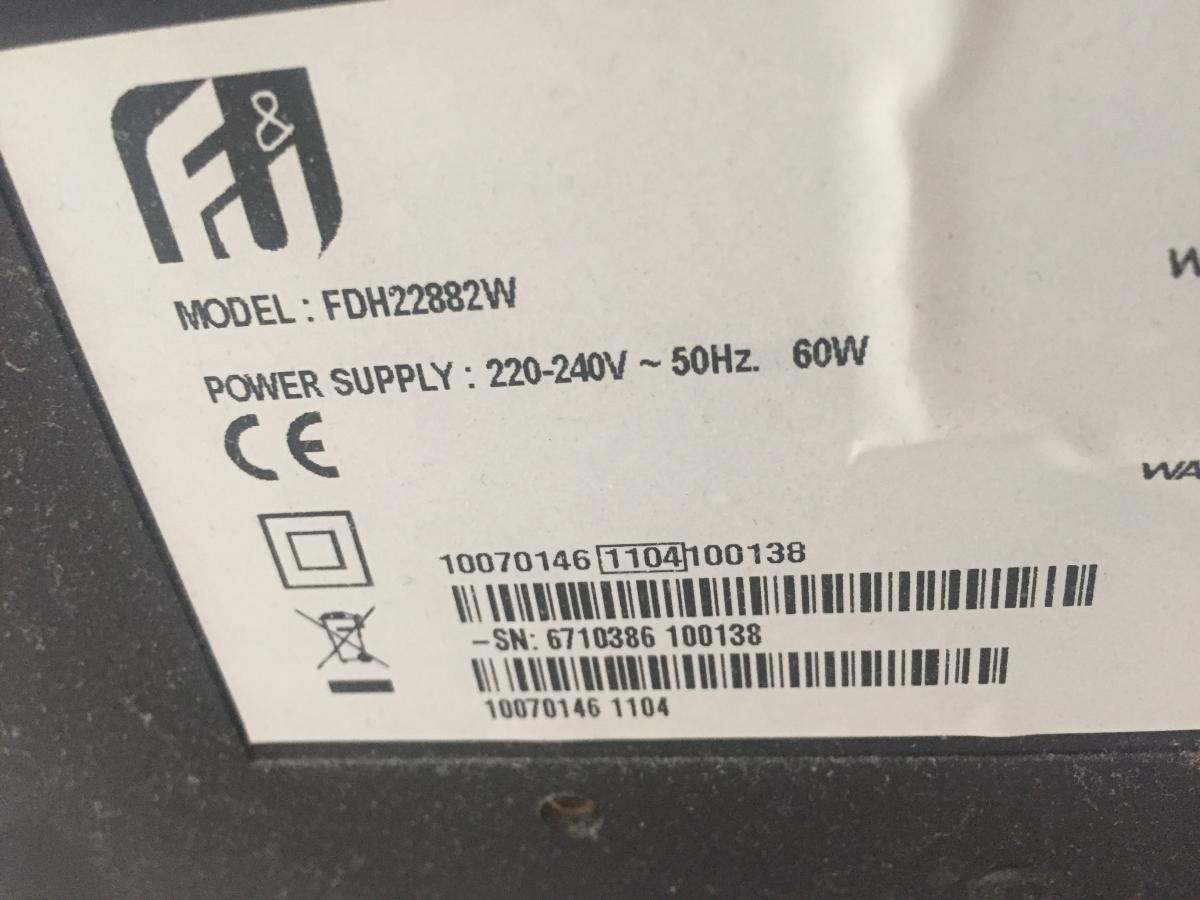 F&U
MODEL : FDH22882W
POWER SUPPLY : 220-240V ~ 50Hz. 60W
CE
10070146 1104 100138
-SN: 6710386 100138
10070146 1104